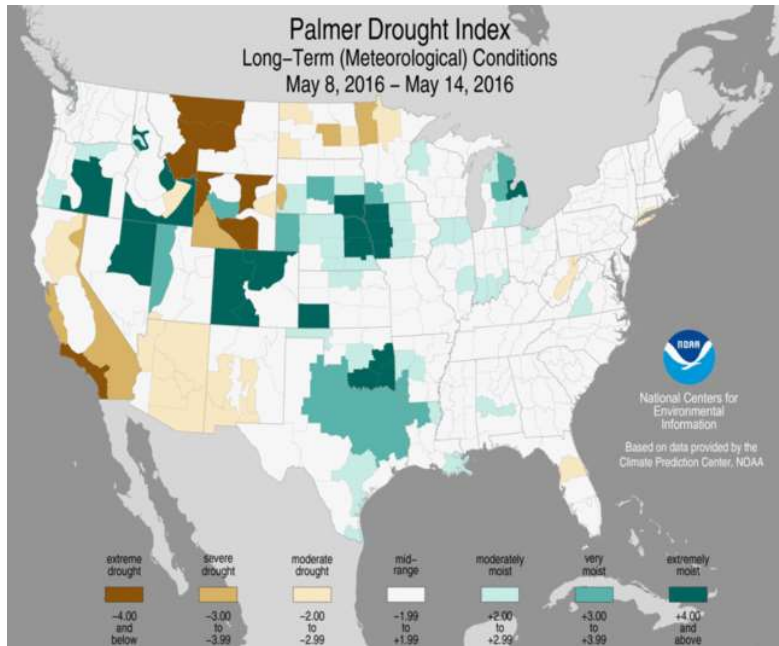 Palmer Drought Index
Long–Term (Meteorological) Conditions
May 8, 2016 – May 14, 2016
NOAA
National Centers for
Environmental
Information
Based on data provided by the
Climate Prediction Center, NOAA
extreme
drought
severe
drought
moderate
drought
mid–
range
moderately
moist
very
moist
extremely
moist
–4.00
and
below
–3.00
to
–3.99
–2.00
to
–2.99
–1.99
to
+1.99
+2.00
to
+2.99
+3.00
to
+3.99
+4.00
and
above